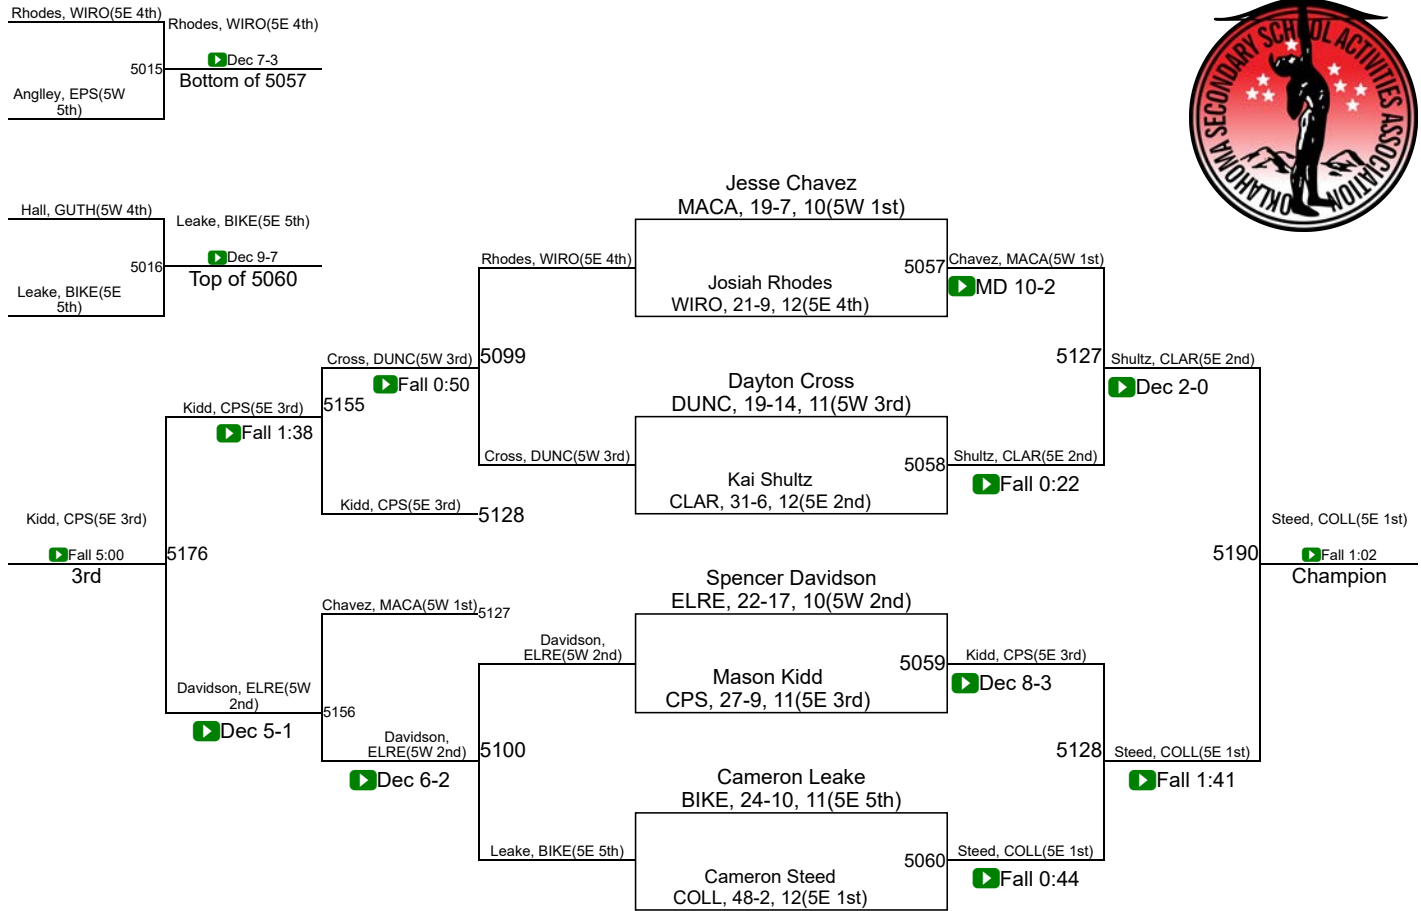 Rhodes, WIRO(5E 4th)
Rhodes, WIRO(5E 4th)
Dec 7-3
5015
Bottom of 5057
Anglley, EPS(5W
5th)
OKLAHOMA SECONDARY SCHOOL ACTIVITIES ASSOCIATION
Hall, GUTH(5W 4th)
Leake, BIKE(5E 5th)
Dec 9-7
5016
Top of 5060
Leake, BIKE(5E
5th)
Jesse Chavez
MACA, 19-7, 10(5W 1st)
Rhodes, WIRO(5E 4th)
5057
Chavez, MACA(5W 1st)
Josiah Rhodes
WIRO, 21-9, 12(5E 4th)
MD 10-2
Cross, DUNC(5W 3rd)
5099
Fall 0:50
5127
Shultz, CLAR(5E 2nd)
Dec 2-0
Dayton Cross
DUNC, 19-14, 11(5W 3rd)
Kidd, CPS(5E 3rd)
5155
Fall 1:38
Cross, DUNC(5W 3rd)
5058
Shultz, CLAR(5E 2nd)
Kai Shultz
CLAR, 31-6, 12(5E 2nd)
Fall 0:22
Kidd, CPS(5E 3rd)
5128
Kidd, CPS(5E 3rd)
Fall 5:00
3rd
5176
5190
Steed, COLL(5E 1st)
Fall 1:02
Champion
Spencer Davidson
ELRE, 22-17, 10(5W 2nd)
Chavez, MACA(5W 1st)
5127
Davidson,
ELRE(5W 2nd)
5059
Kidd, CPS(5E 3rd)
Mason Kidd
CPS, 27-9, 11(5E 3rd)
Dec 8-3
Davidson, ELRE(5W
2nd)
5156
Dec 5-1
Davidson,
ELRE(5W 2nd)
5100
Dec 6-2
5128
Steed, COLL(5E 1st)
Fall 1:41
Cameron Leake
BIKE, 24-10, 11(5E 5th)
Leake, BIKE(5E 5th)
5060
Steed, COLL(5E 1st)
Cameron Steed
COLL, 48-2, 12(5E 1st)
Fall 0:44